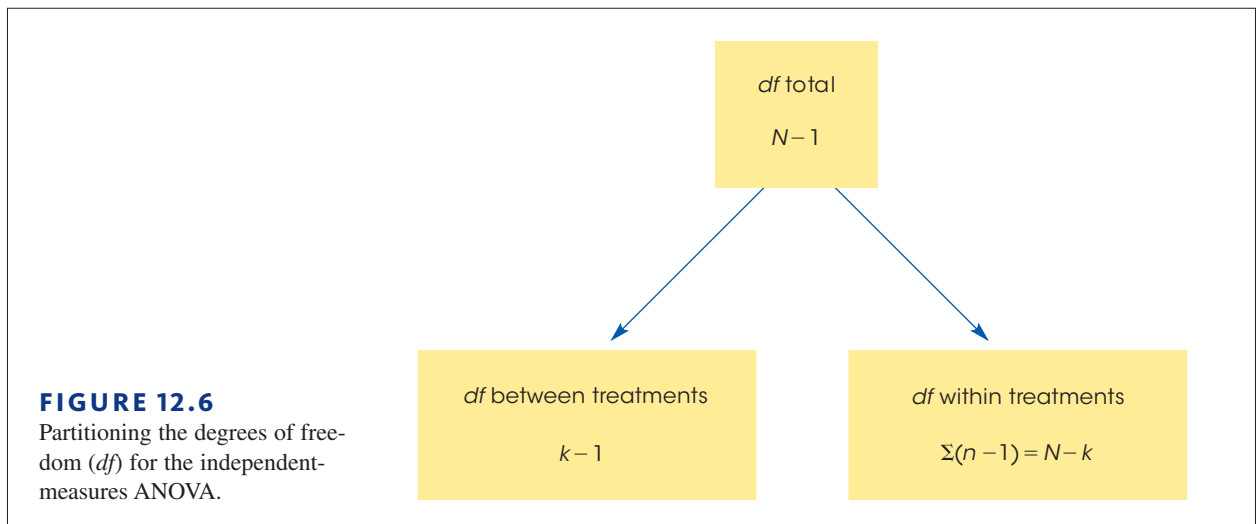 df total
N – 1
df between treatments
k – 1
df within treatments
Σ(n – 1) = N – k
FIGURE 12.6
Partitioning the degrees of free-
dom (df) for the independent-
measures ANOVA.